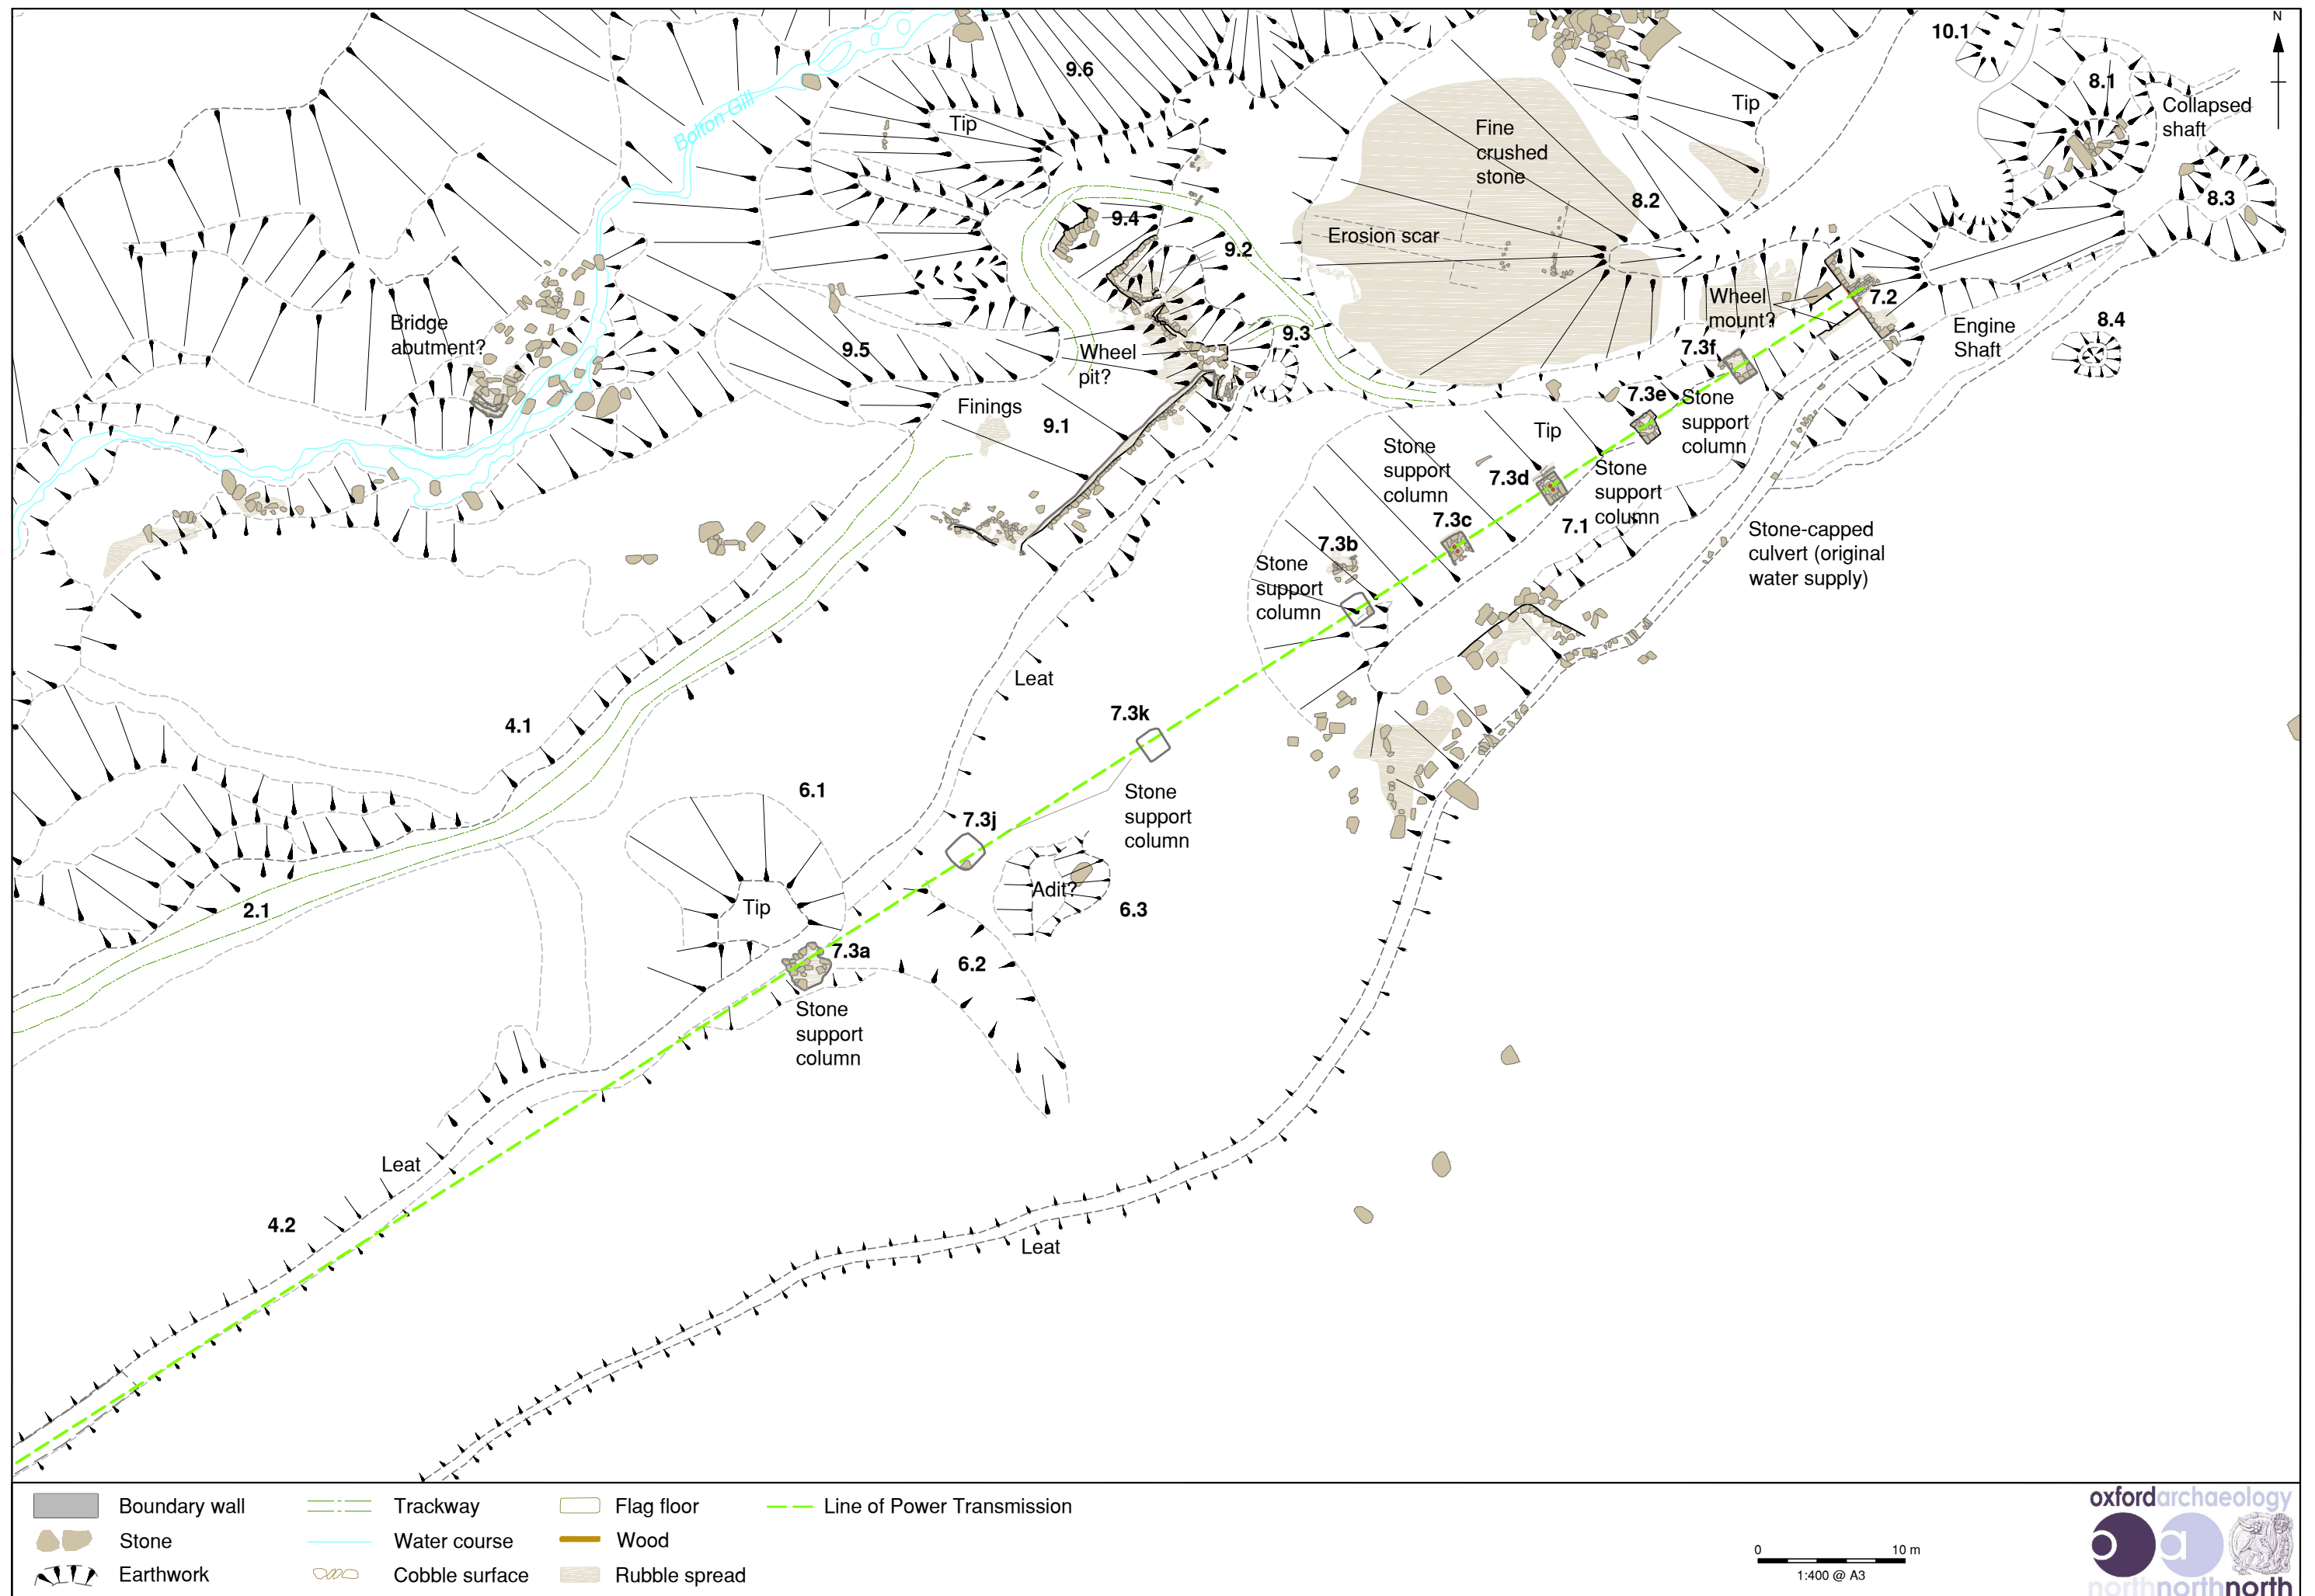 N
10.1
9.6
8.1
Collapsed
shaft
Tip
Tip
Bolton Gill
Fine
crushed
stone
8.2
8.3
9.4
Erosion scar
9.2
Wheel
mount?
7.2
Bridge
abutment?
9.3
Engine
Shaft
8.4
9.5
Wheel
pit?
7.3f
7.3e
Stone
support
column
Finings
9.1
Tip
Stone
support
column
7.3d
Stone
support
column
7.3c
7.1
Stone-capped
culvert (original
water supply)
7.3b
Stone
support
column
Leat
4.1
7.3k
6.1
7.3j
Stone
support
column
Adit?
6.3
Tip
2.1
7.3a
6.2
Stone
support
column
Leat
4.2
Leat
Boundary wall
Stone
Earthwork
Trackway
Water course
Cobble surface
Flag floor
Wood
Rubble spread
Line of Power Transmission
0 10 m
1:400 @ A3
oxfordarchaeology
o a
northnorthnorth